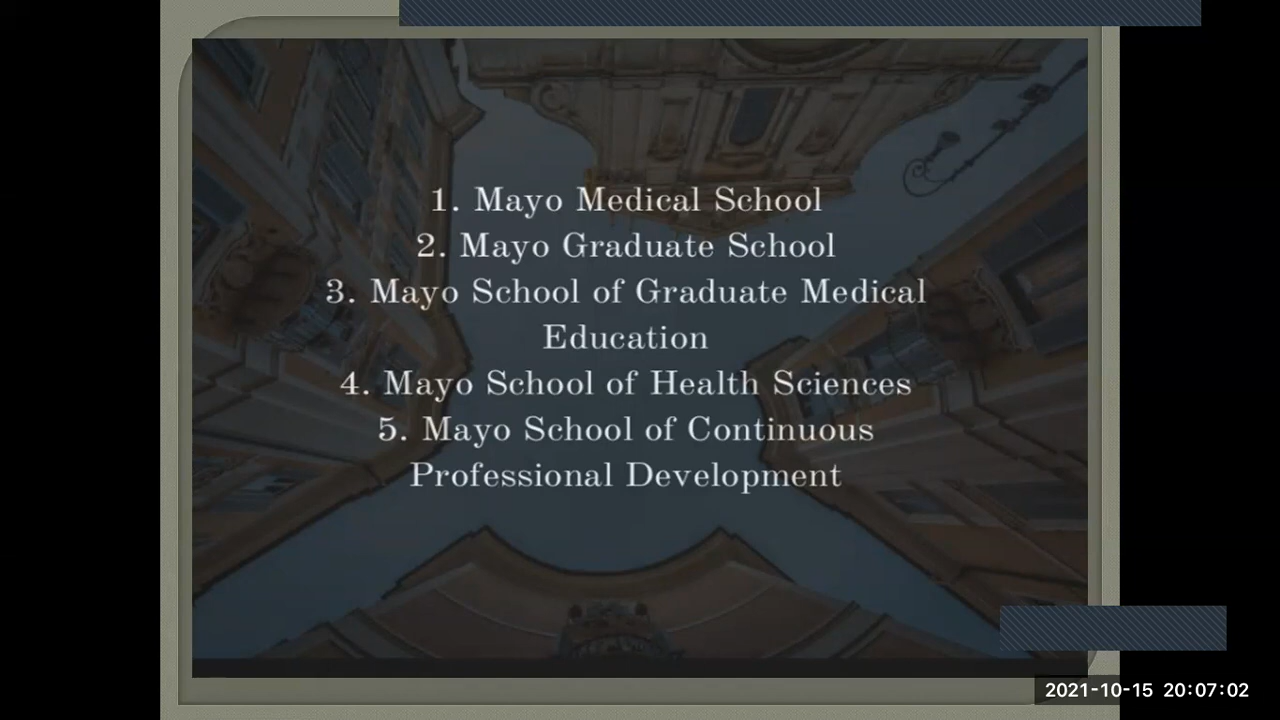 1. Mayo Medical School
2. Mayo Graduate School
3. Mayo School of Graduate Medical
Education
4. Mayo School of Health Sciences
5. Mayo School of Continuous
Professional Development
2021-10-15 20:07:02